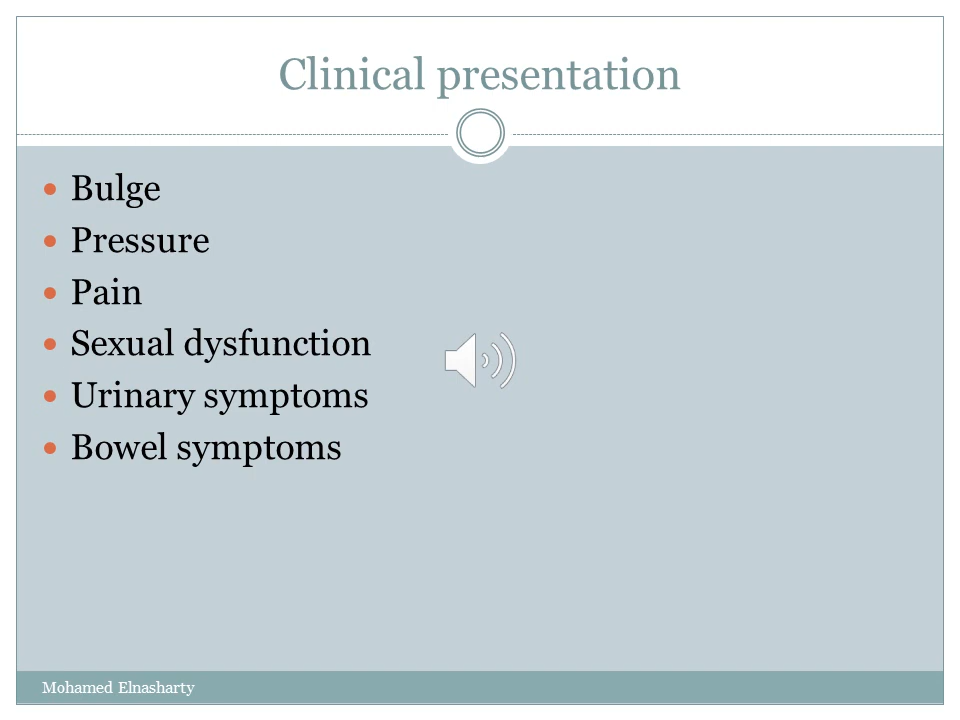 Clinical presentation
• Bulge
• Pressure
• Pain
• Sexual dysfunction
• Urinary symptoms
• Bowel symptoms
Mohamed Elnasharty